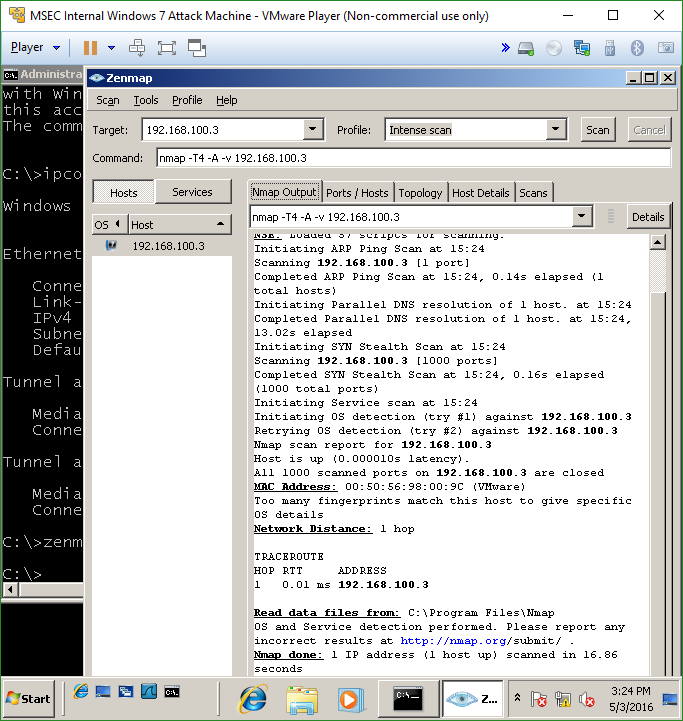 MSEC Internal Windows 7 Attack Machine - VMware Player (Non-commercial use only)
Player
Administra
with Win
this acc
The comm
C:\>ipco
Windows
Ethernet
Conne
Link-
IPv4
Subne
Defau
Tunnel a
Media
Conne
Tunnel a
Media
Conne
C:\>zenm
C:\>
Zenmap
Scan Tools Profile Help
Target: 192.168.100.3 Profile: Intense scan Scan Cancel
Command: nmap -T4 -A -v 192.168.100.3
Hosts Services
OS Host
192.168.100.3
Nmap Output Ports / Hosts Topology Host Details Scans
nmap -T4 -A -v 192.168.100.3 Details
NSE: Loaded 57 scripts for scanning.
Initiating ARP Ping Scan at 15:24
Scanning 192.168.100.3 [1 port]
Completed ARP Ping Scan at 15:24, 0.14s elapsed (1
total hosts)
Initiating Parallel DNS resolution of 1 host. at 15:24
Completed Parallel DNS resolution of 1 host. at 15:24,
13.02s elapsed
Initiating SYN Stealth Scan at 15:24
Scanning 192.168.100.3 [1000 ports]
Completed SYN Stealth Scan at 15:24, 0.16s elapsed
(1000 total ports)
Initiating Service scan at 15:24
Initiating OS detection (try #1) against 192.168.100.3
Retrying OS detection (try #2) against 192.168.100.3
Nmap scan report for 192.168.100.3
Host is up (0.000010s latency).
All 1000 scanned ports on 192.168.100.3 are closed
MAC Address: 00:50:56:98:00:9C (VMware)
Too many fingerprints match this host to give specific
OS details
Network Distance: 1 hop
TRACEROUTE
HOP RTT ADDRESS
1 0.01 ms 192.168.100.3
Read data files from: C:\Program Files\Nmap
OS and Service detection performed. Please report any
incorrect results at http://nmap.org/submit/ .
Nmap done: 1 IP address (1 host up) scanned in 16.86
seconds
Start
Z...
3:24 PM
5/3/2016